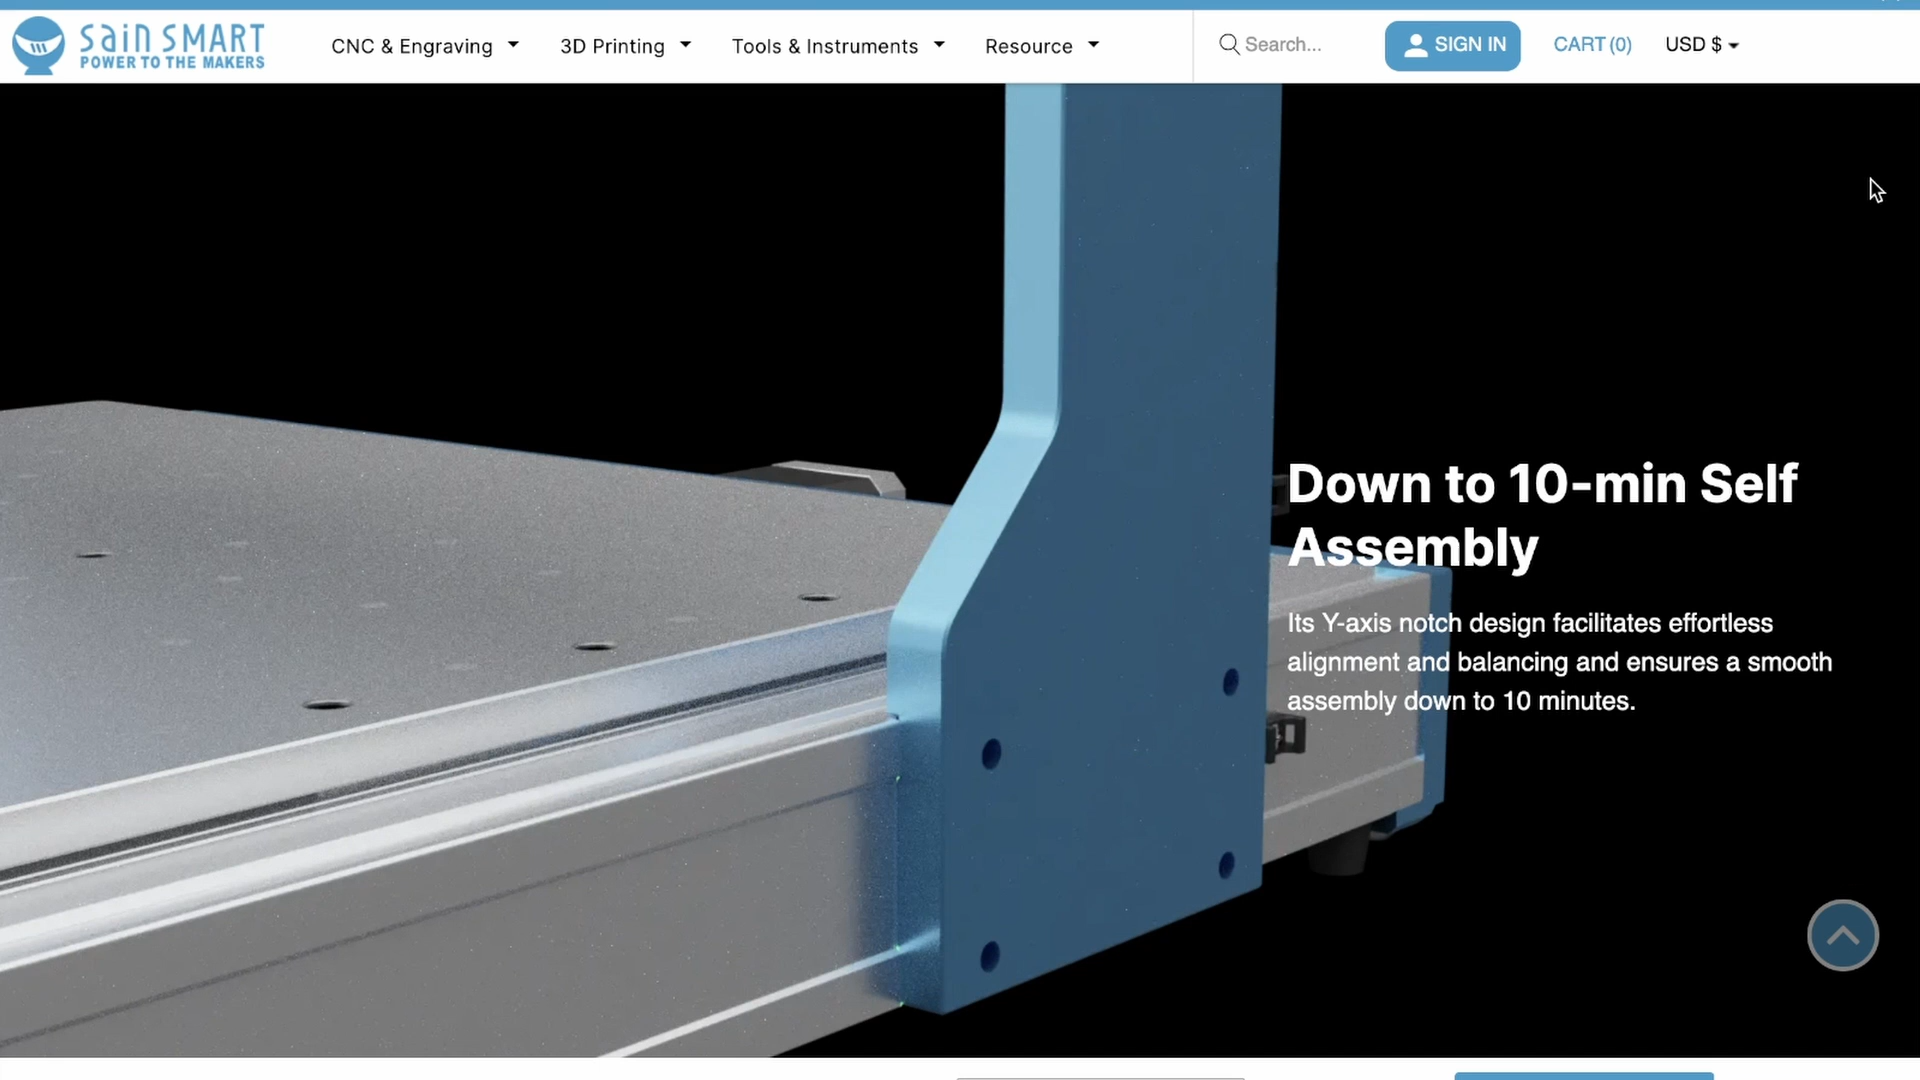 Sain SMART
POWER TO THE MAKERS
CNC & Engraving
3D Printing
Tools & Instruments
Resource
Search...
SIGN IN
CART (0)
USD $
Down to 10-min Self
Assembly
Its Y-axis notch design facilitates effortless
alignment and balancing and ensures a smooth
assembly down to 10 minutes.